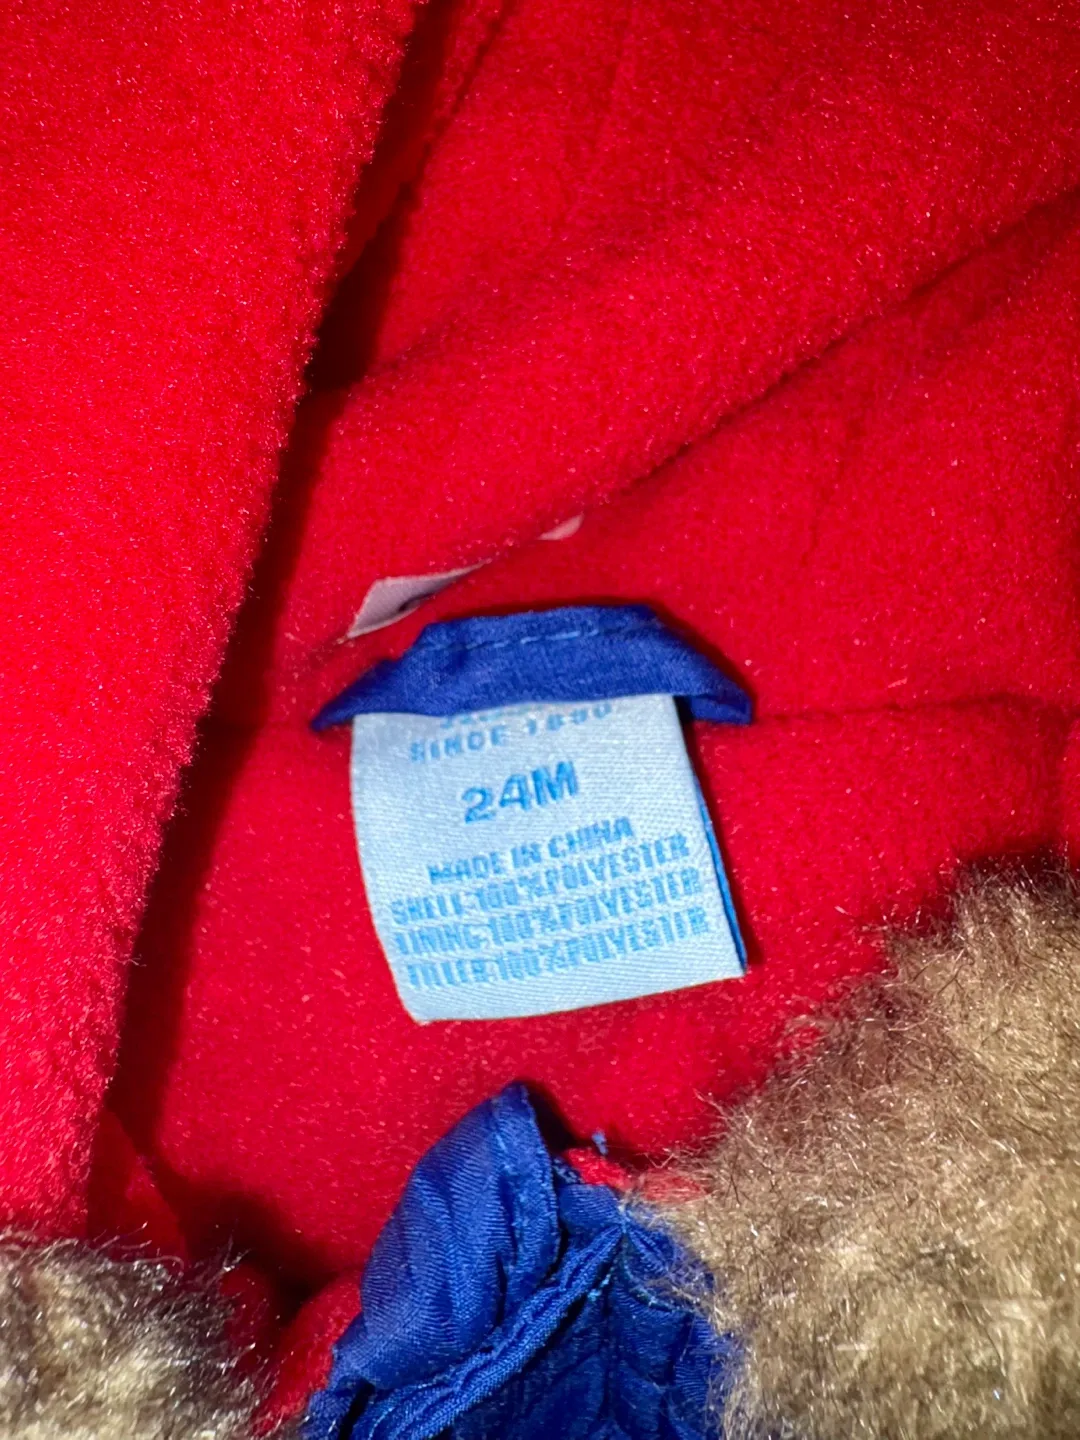 SINCE 1890
24M
MADE IN CHINA
SHELL:100%POLYESTER
LINING:100%POLYESTER
FILLER:100%POLYESTER